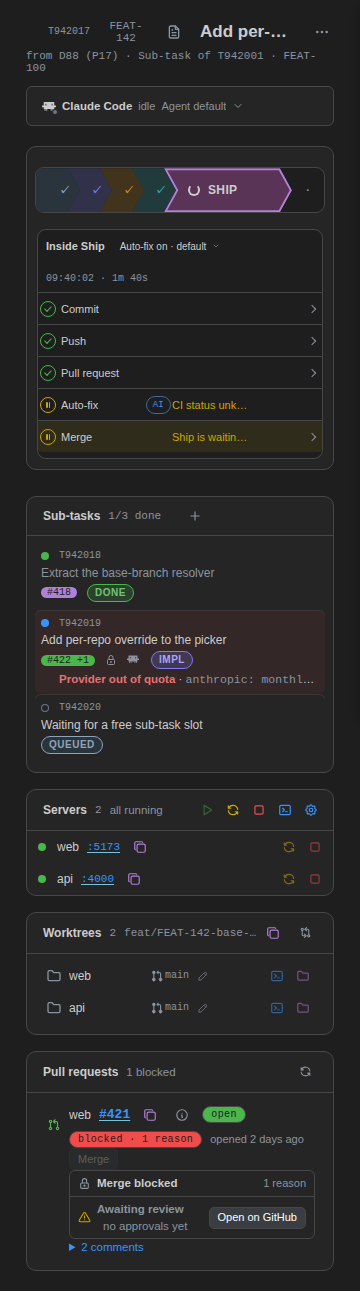 T942017 FEAT-142 Add per-…
from D88 (P17) · Sub-task of T942001 · FEAT-100
Claude Code idle Agent default
SHIP
Inside Ship Auto-fix on · default
09:40:02 · 1m 40s
Commit
Push
Pull request
Auto-fix AI CI status unk…
Merge Ship is waitin…
Sub-tasks 1/3 done
T942018
Extract the base-branch resolver
#418 DONE
T942019
Add per-repo override to the picker
#422 +1 IMPL
Provider out of quota · anthropic: monthl…
T942020
Waiting for a free sub-task slot
QUEUED
Servers 2 all running
web :5173
api :4000
Worktrees 2 feat/FEAT-142-base-…
web main
api main
Pull requests 1 blocked
web #421 open
blocked · 1 reason opened 2 days ago
Merge
Merge blocked 1 reason
Awaiting review
no approvals yet
Open on GitHub
2 comments